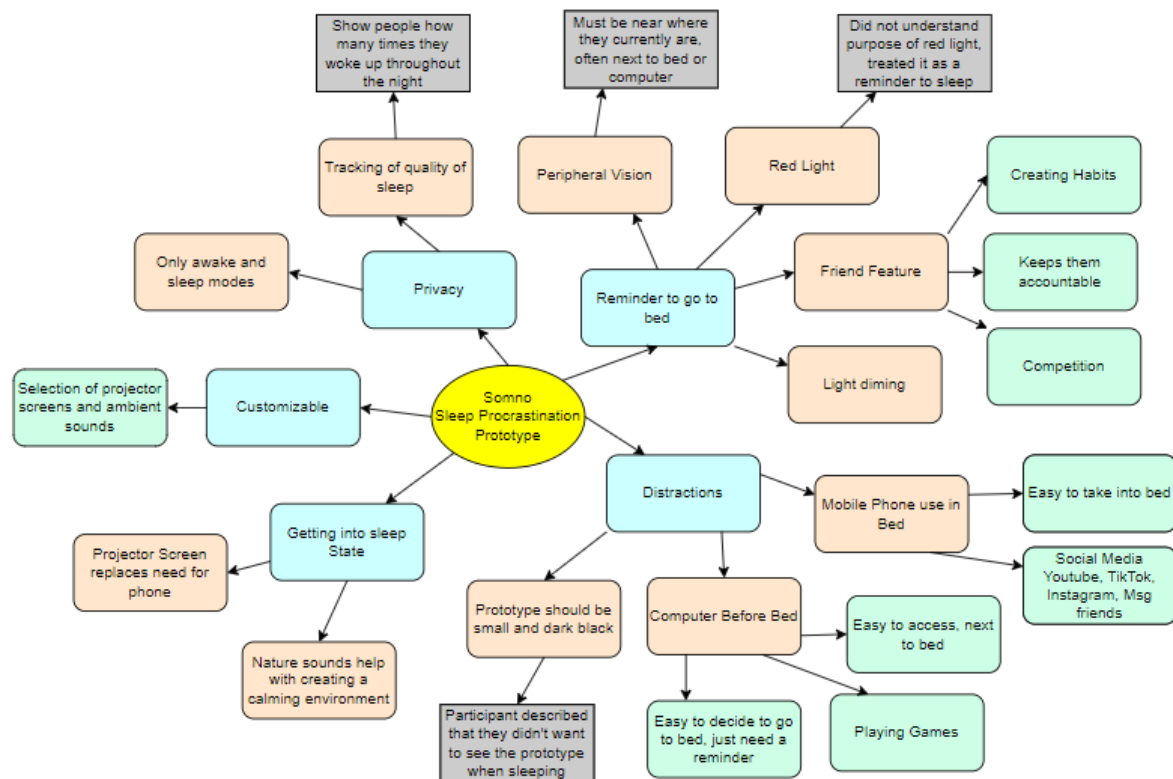 Show people how
many times they
woke up throughout
the night
Must be near where
they currently are,
often next to bed or
computer
Did not understand
purpose of red light,
treated it as a
reminder to sleep
Tracking of quality of
sleep
Peripheral Vision
Red Light
Creating Habits
Only awake and
sleep modes
Privacy
Reminder to go to
bed
Friend Feature
Keeps them
accountable
Competition
Light diming
Selection of projector
screens and ambient
sounds
Customizable
Somno
Sleep Procrastination
Prototype
Distractions
Mobile Phone use in
Bed
Easy to take into bed
Social Media
Youtube, TikTok,
Instagram, Msg
friends
Getting into sleep
State
Projector Screen
replaces need for
phone
Nature sounds help
with creating a
calming environment
Prototype should be
small and dark black
Computer Before Bed
Easy to access, next
to bed
Participant described
that they didn't want
to see the prototype
when sleeping
Easy to decide to go
to bed, just need a
reminder
Playing Games